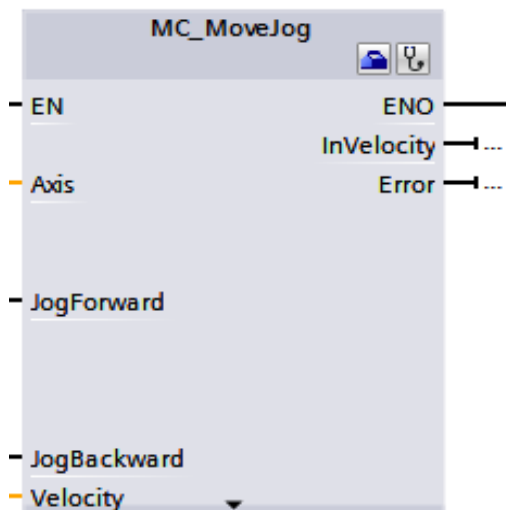 MC_MoveJog
EN ENO
InVelocity ...
Axis Error ...
JogForward
JogBackward
Velocity